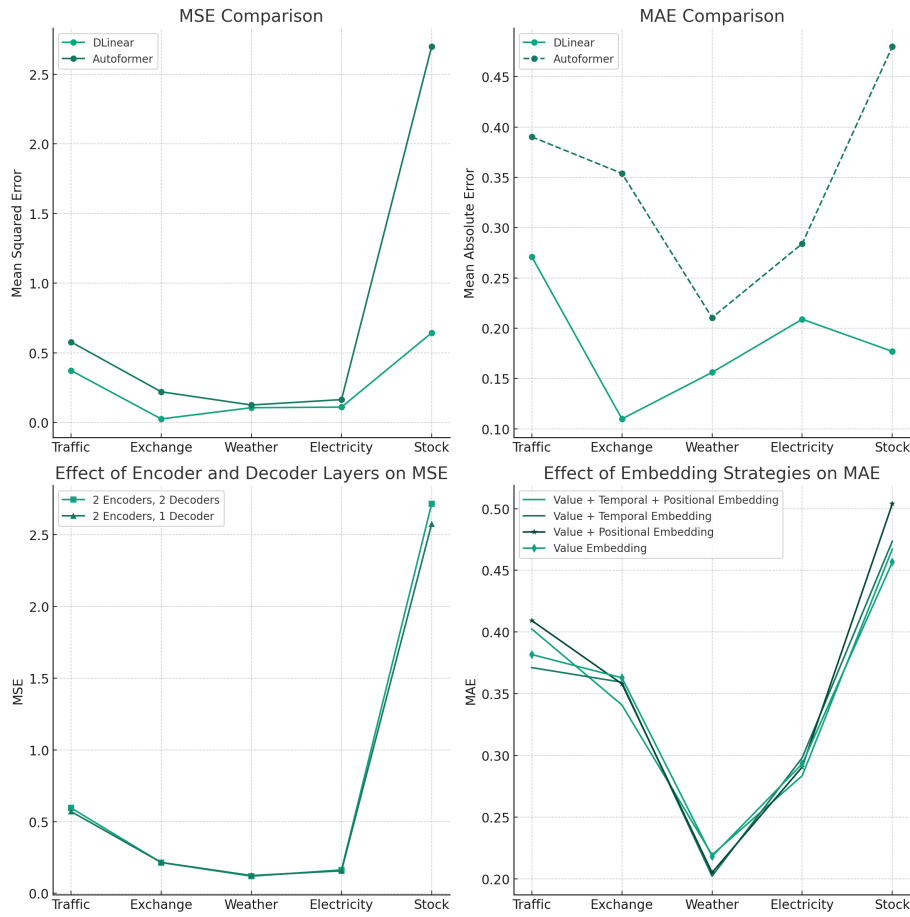 MSE Comparison
DLinear
Autoformer
Mean Squared Error
2.5
2.0
1.5
1.0
0.5
0.0
Traffic Exchange Weather Electricity Stock
MAE Comparison
DLinear
Autoformer
Mean Absolute Error
0.45
0.40
0.35
0.30
0.25
0.20
0.15
0.10
Traffic Exchange Weather Electricity Stock
Effect of Encoder and Decoder Layers on MSE
2 Encoders, 2 Decoders
2 Encoders, 1 Decoder
MSE
2.5
2.0
1.5
1.0
0.5
0.0
Traffic Exchange Weather Electricity Stock
Effect of Embedding Strategies on MAE
Value + Temporal + Positional Embedding
Value + Temporal Embedding
Value + Positional Embedding
Value Embedding
MAE
0.50
0.45
0.40
0.35
0.30
0.25
0.20
Traffic Exchange Weather Electricity Stock